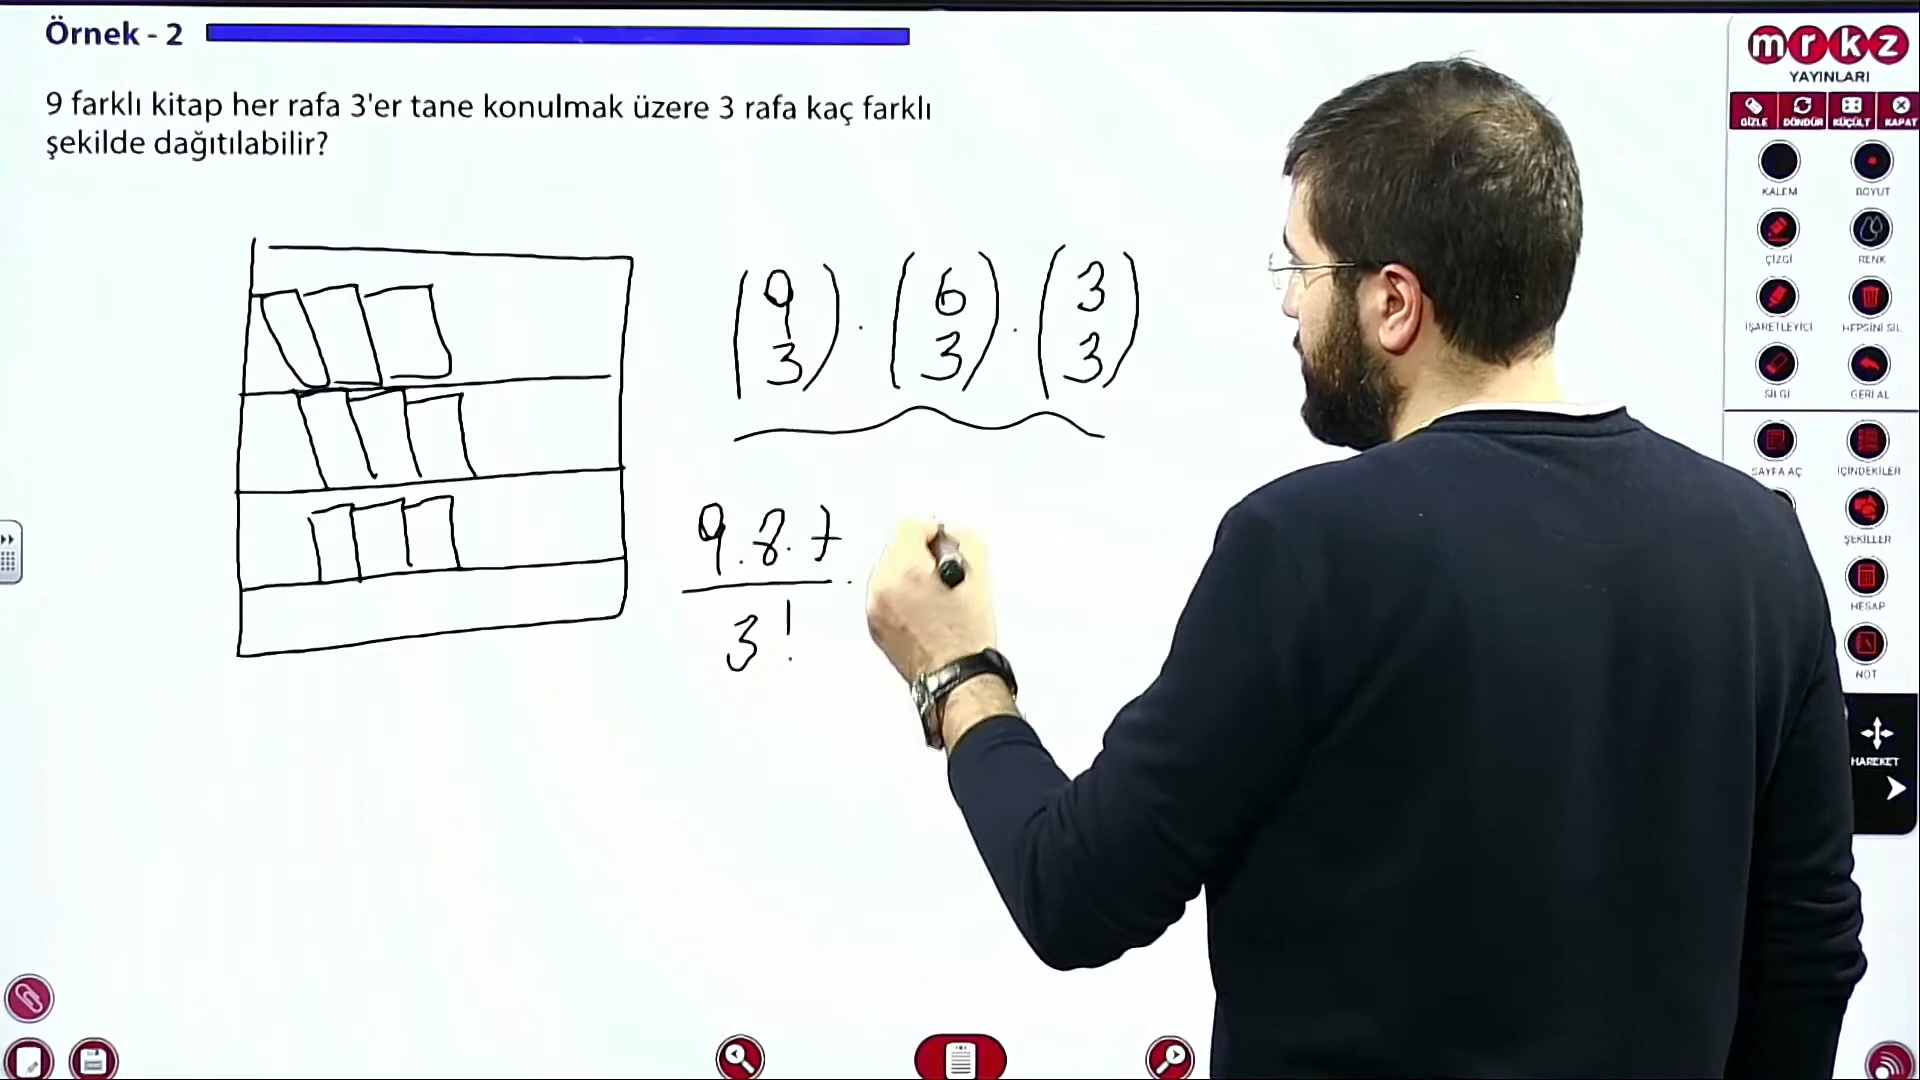 Örnek - 2
9 farklı kitap her rafa 3'er tane konulmak üzere 3 rafa kaç farklı
şekilde dağıtılabilir?
(9 3) . (6 3) . (3 3)
9.8.7 .
3!
mrkz
YAYINLARI
GİZLE DÖNDÜR KÜÇÜLT KAPAT
KALEM BOYUT
ÇİZGİ RENK
İŞARETLEYİCİ HEPSİNİ SİL
SİLGİ GERİ AL
SAYFA AÇ İÇİNDEKİLER
ŞEKİLLER
HESAP
NOT
HAREKET